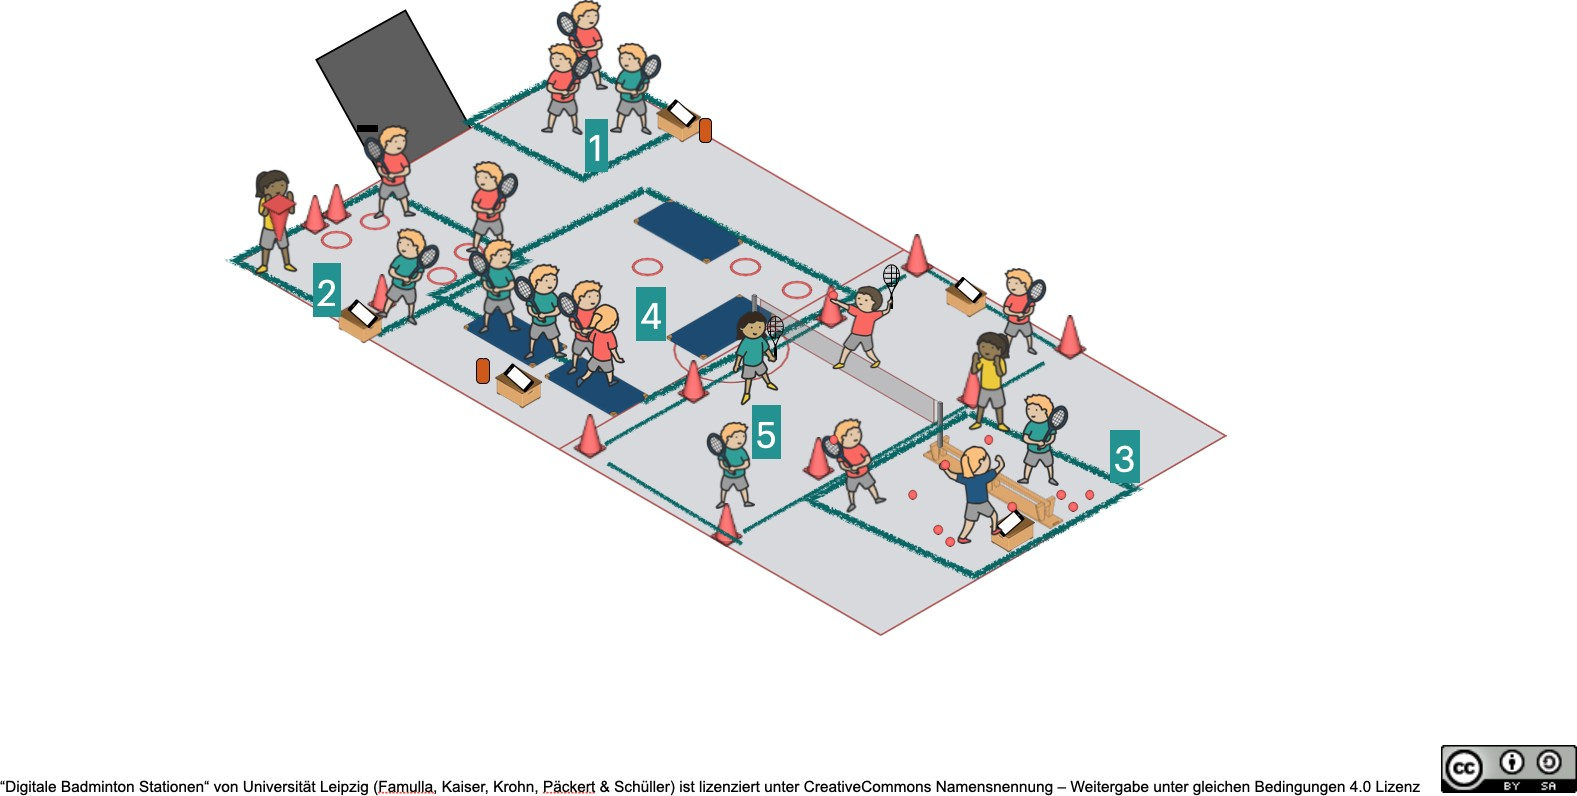 1
2
4
5
3
“Digitale Badminton Stationen“ von Universität Leipzig (Famulla, Kaiser, Krohn, Päckert & Schüller) ist lizenziert unter CreativeCommons Namensnennung – Weitergabe unter gleichen Bedingungen 4.0 Lizenz
cc
BY SA